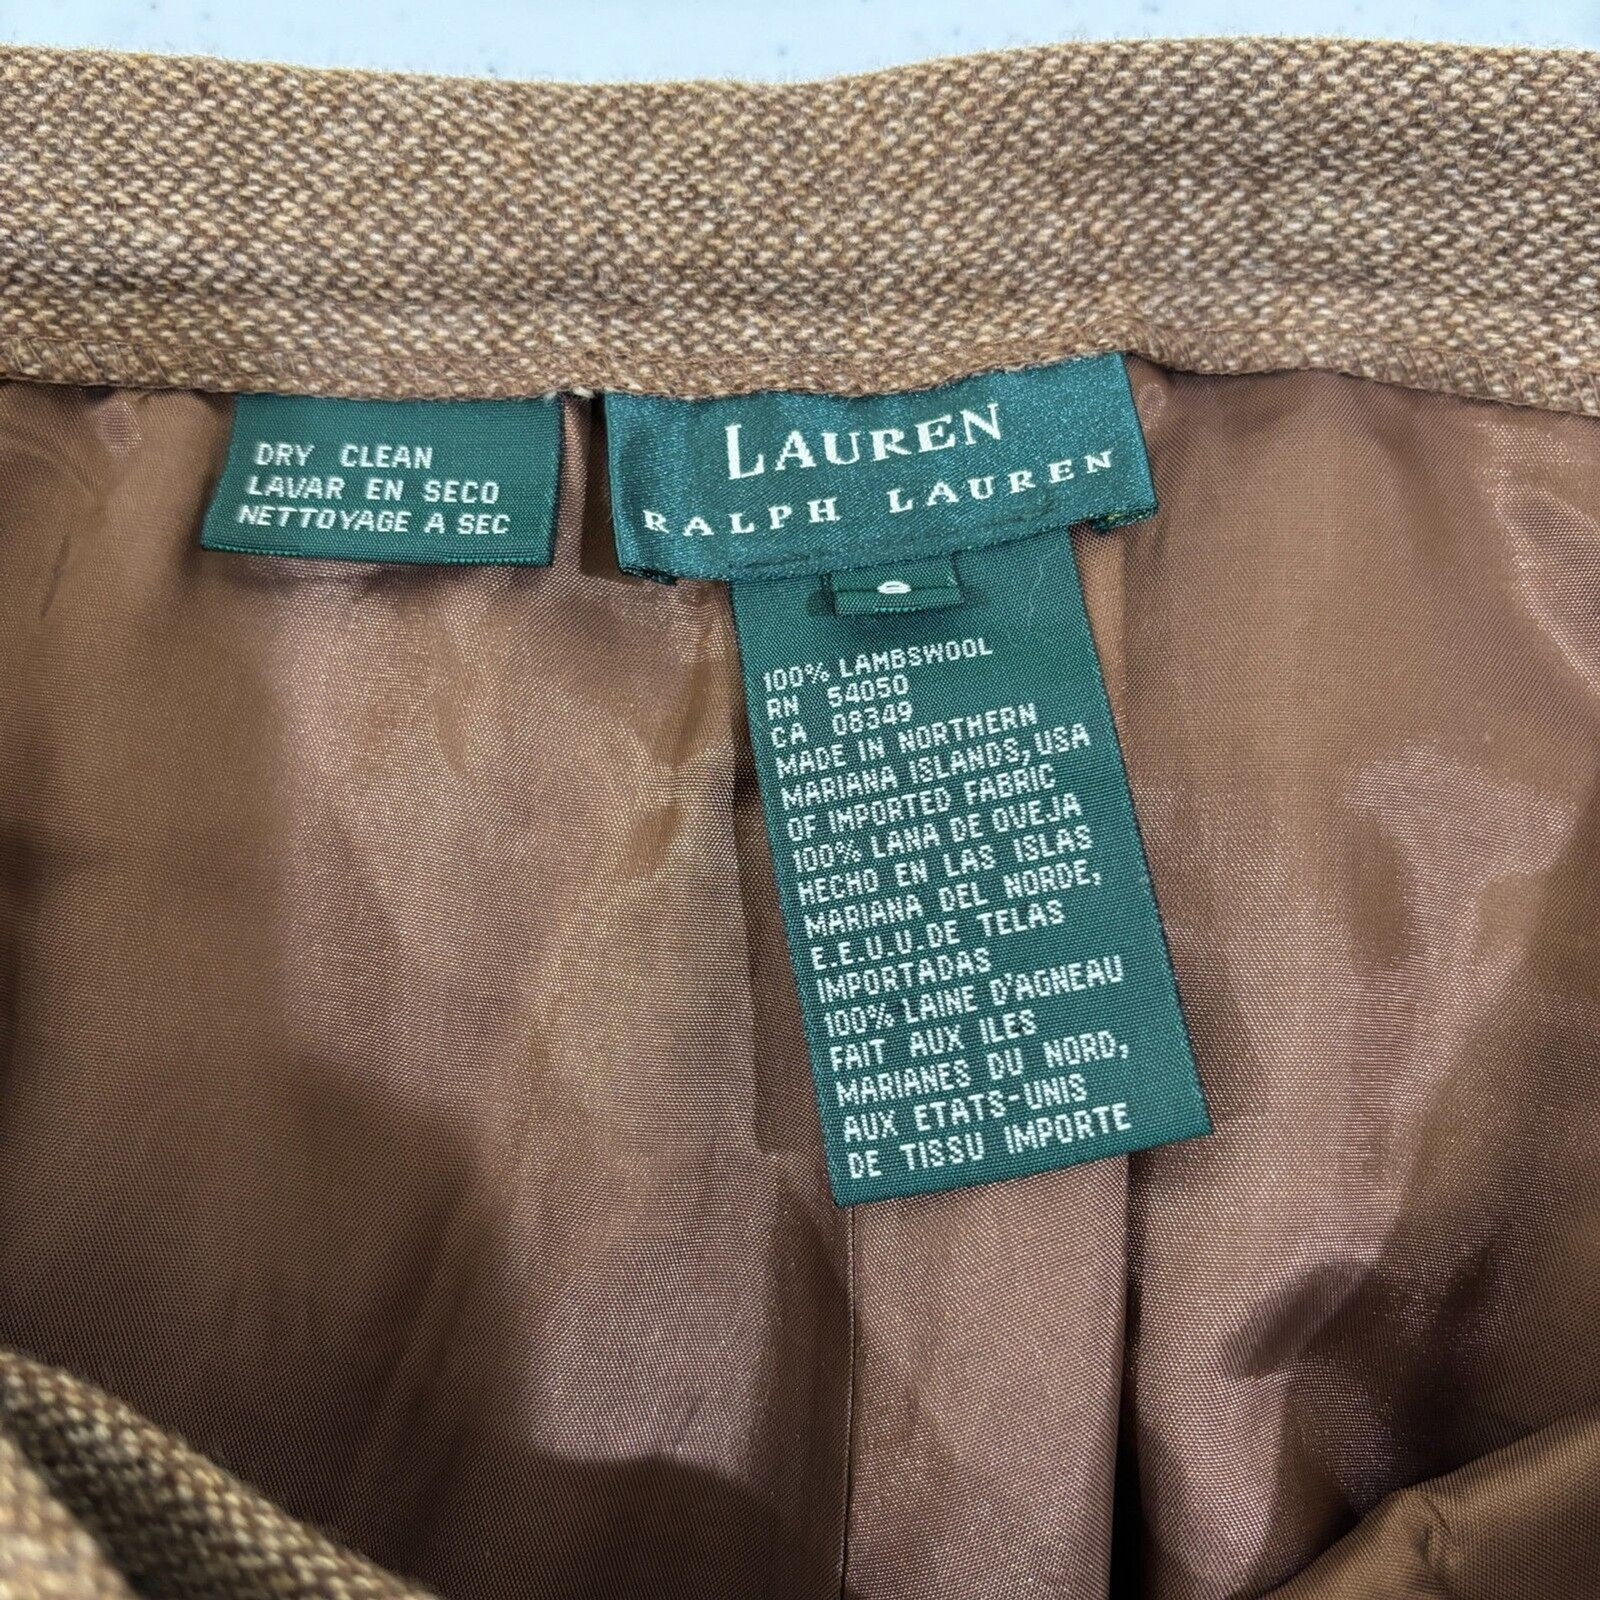 DRY CLEAN
LAVAR EN SECO
NETTOYAGE A SEC
LAUREN
RALPH LAUREN
100% LAMBSWOOL
RN 54050
CA 08349
MADE IN NORTHERN
MARIANA ISLANDS, USA
OF IMPORTED FABRIC
100% LANA DE OVEJA
HECHO EN LAS ISLAS
MARIANA DEL NORDE,
E.E.U.U.DE TELAS
IMPORTADAS
100% LAINE D'AGNEAU
FAIT AUX ILES
MARIANES DU NORD,
AUX ETATS-UNIS
DE TISSU IMPORTE